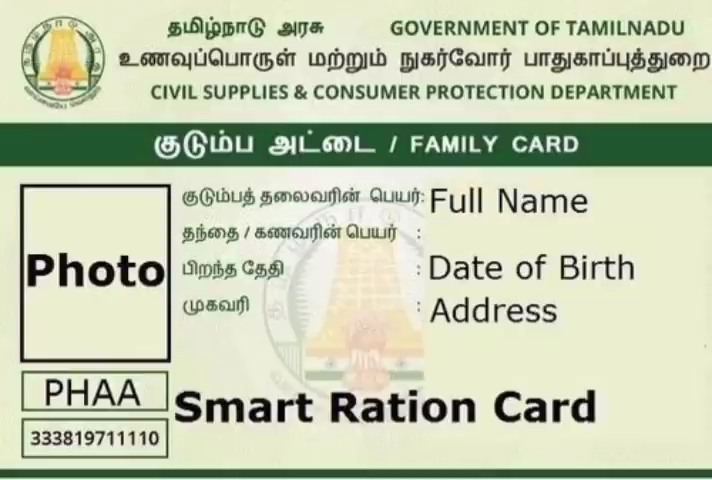 தமிழ்நாடு அரசு GOVERNMENT OF TAMILNADU
உணவுப்பொருள் மற்றும் நுகர்வோர் பாதுகாப்புத்துறை
CIVIL SUPPLIES & CONSUMER PROTECTION DEPARTMENT
குடும்ப அட்டை / FAMILY CARD
குடும்பத் தலைவரின் பெயர்: Full Name
தந்தை / கணவரின் பெயர் :
பிறந்த தேதி : Date of Birth
முகவரி : Address
Photo
PHAA
333819711110
Smart Ration Card